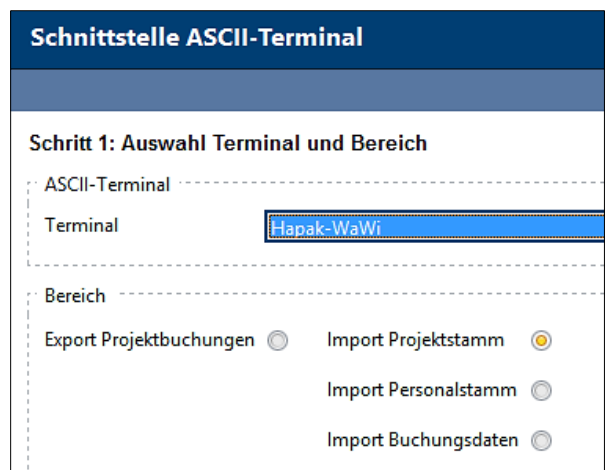 Schnittstelle ASCII-Terminal
Schritt 1: Auswahl Terminal und Bereich
ASCII-Terminal
Terminal Hapak-WaWi
Bereich
Export Projektbuchungen Import Projektstamm
Import Personalstamm
Import Buchungsdaten